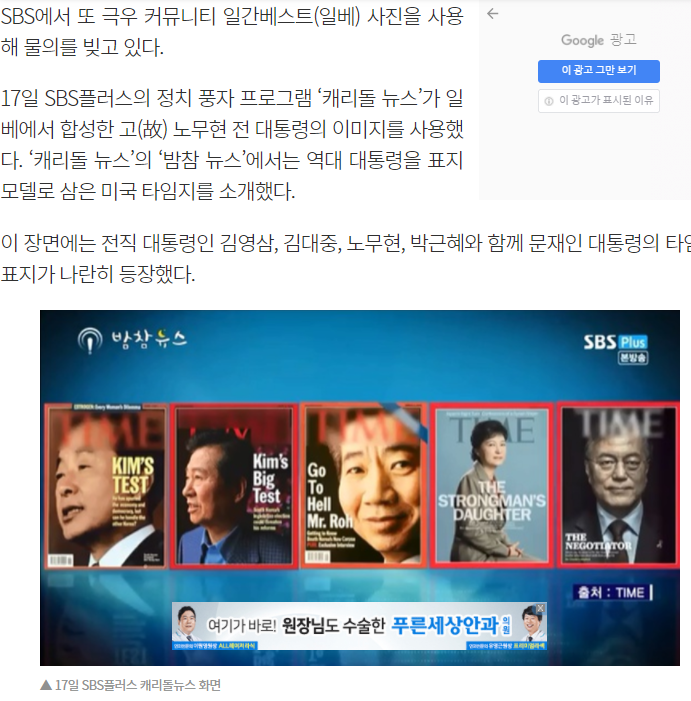 SBS에서 또 극우 커뮤니티 일간베스트(일베) 사진을 사용
해 물의를 빚고 있다.
Google 광고
이 광고 그만 보기
이 광고가 표시된 이유
17일 SBS플러스의 정치 풍자 프로그램 ‘캐리돌 뉴스’가 일
베에서 합성한 고(故) 노무현 전 대통령의 이미지를 사용했
다. ‘캐리돌 뉴스’의 ‘밤참 뉴스’에서는 역대 대통령을 표지
모델로 삼은 미국 타임지를 소개했다.
이 장면에는 전직 대통령인 김영삼, 김대중, 노무현, 박근혜와 함께 문재인 대통령의
표지가 나란히 등장했다.
밤참뉴스
SBS Plus
본방송
TIME
KIM'S
TEST
TIME
Kim's
Big
Test
TIME
Go
To
Hell
Mr. Roh
TIME
THE
STRONGMAN'S
DAUGHTER
TIME
THE
NEGOTIATOR
출처 : TIME
여기가 바로! 원장님도 수술한 푸른세상안과 의원
▲ 17일 SBS플러스 캐리돌뉴스 화면